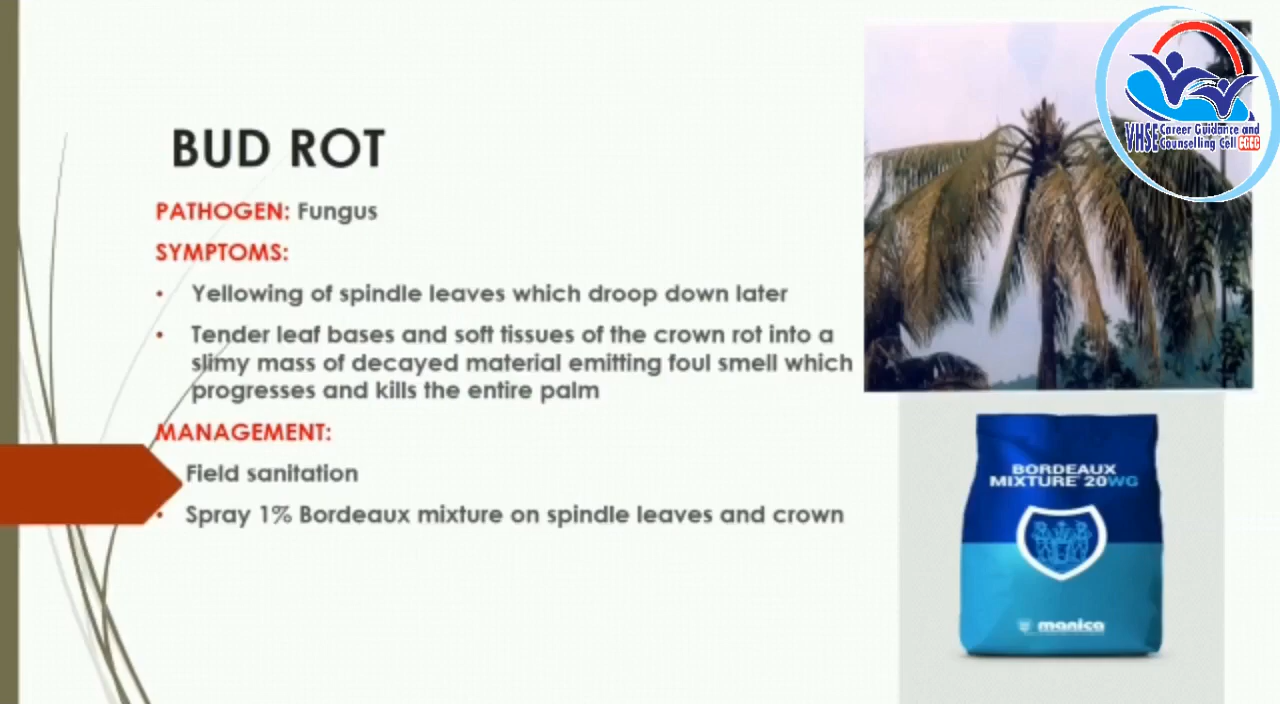 BUD ROT
PATHOGEN: Fungus
SYMPTOMS:
• Yellowing of spindle leaves which droop down later
• Tender leaf bases and soft tissues of the crown rot into a
slimy mass of decayed material emitting foul smell which
progresses and kills the entire palm
MANAGEMENT:
Field sanitation
• Spray 1% Bordeaux mixture on spindle leaves and crown
VHSE Career Guidance and
Counselling Cell CGCC
BORDEAUX
MIXTURE 20WG
manica